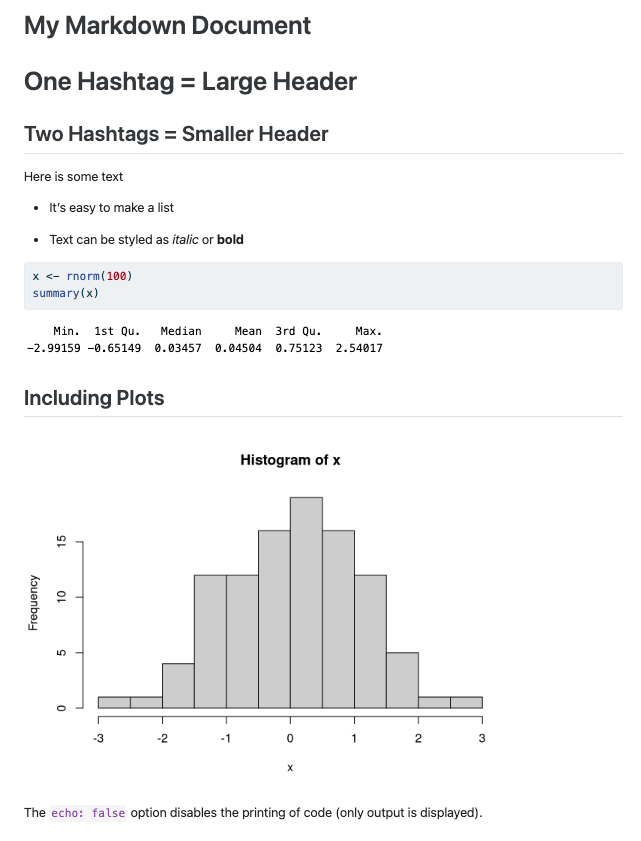 My Markdown Document
One Hashtag = Large Header
Two Hashtags = Smaller Header
Here is some text
• It's easy to make a list
• Text can be styled as italic or bold
x <- rnorm(100)
summary(x)
Min. 1st Qu. Median Mean 3rd Qu. Max.
-2.99159 -0.65149 0.03457 0.04504 0.75123 2.54017
Including Plots
Histogram of x
Frequency
15
10
5
0
-3 -2 -1 0 1 2 3
x
The echo: false option disables the printing of code (only output is displayed).